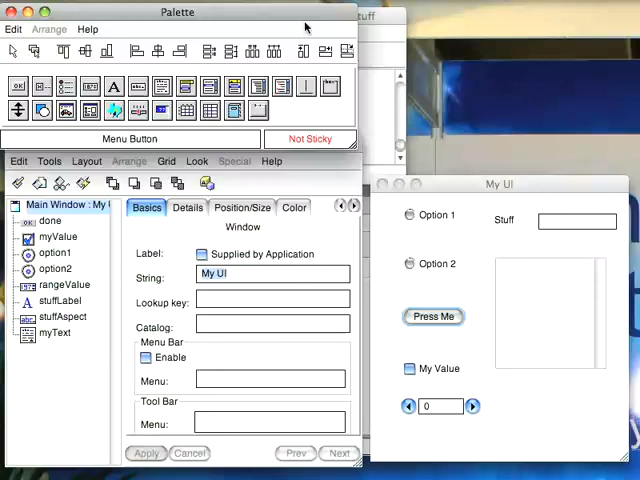 Palette
Edit Arrange Help
Menu Button
Not Sticky
Edit Tools Layout Arrange Grid Look Special Help
Main Window : My
done
myValue
option1
option2
rangeValue
stuffLabel
stuffAspect
myText
Basics Details Position/Size Color
Window
Label: Supplied by Application
String: My UI
Lookup key:
Catalog:
Menu Bar
Enable
Menu:
Tool Bar
Menu:
Apply Cancel Prev Next
My UI
Option 1 Stuff
Option 2
Press Me
My Value
0